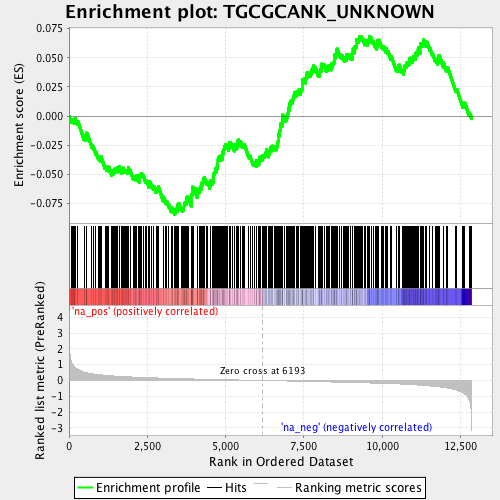 Enrichment plot: TGCGCANK_UNKNOWN
Enrichment score (ES)
0.075
0.050
0.025
0.000
-0.025
-0.050
-0.075
'na_pos' (positively correlated)
Ranked list metric (PreRanked)
4
3
2
1
0
-1
-2
-3
Zero cross at 6193
'na_neg' (negatively correlated)
0
2,500
5,000
7,500
10,000
12,500
Rank in Ordered Dataset
Enrichment profile
Hits
Ranking metric scores